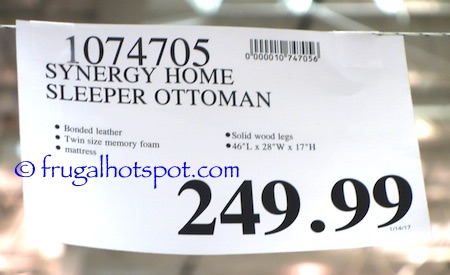 1074705
0"000010"747056"
SYNERGY HOME
SLEEPER OTTOMAN
• Bonded leather
• Twin size memory foam
• mattress
• Solid wood legs
• 46"L x 28"W x 17"H
© frugalhotspot.com
249.99
1/14/17